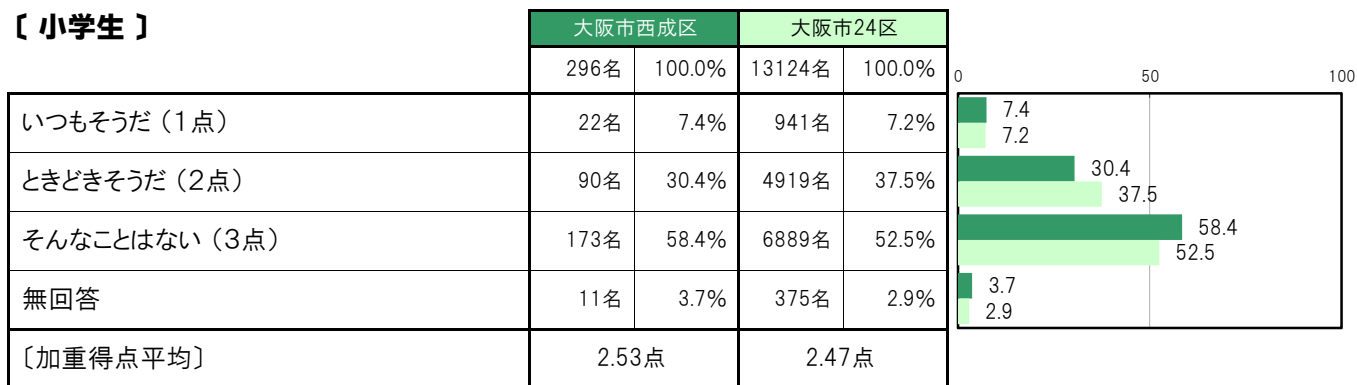 〔 小学生 〕
大阪市西成区 大阪市24区
296名 100.0% 13124名 100.0%
0 50 100
いつもそうだ （1点） 22名 7.4% 941名 7.2%
7.4
7.2
ときどきそうだ （2点） 90名 30.4% 4919名 37.5%
30.4
37.5
そんなことはない （3点） 173名 58.4% 6889名 52.5%
58.4
52.5
無回答 11名 3.7% 375名 2.9%
3.7
2.9
〔加重得点平均〕 2.53点 2.47点